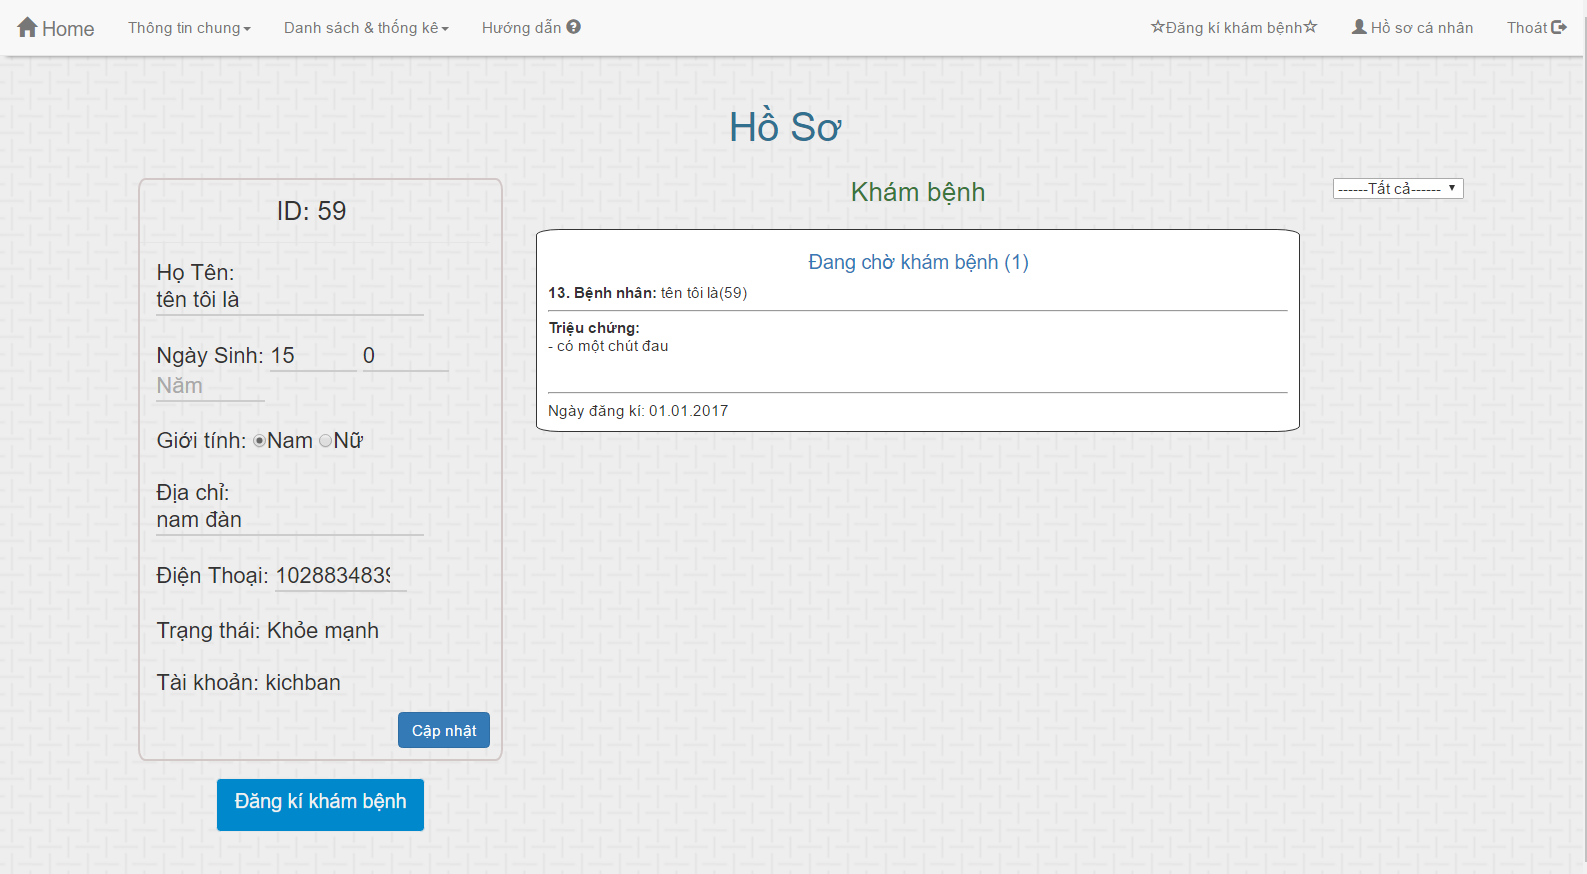 Home Thông tin chung Danh sách & thống kê Hướng dẫn ☆Đăng kí khám bệnh☆ Hồ sơ cá nhân Thoát
Hồ Sơ
ID: 59
Họ Tên:
tên tôi là
Ngày Sinh: 15 0
Năm
Giới tính: Nam Nữ
Địa chỉ:
nam đàn
Điện Thoại: 1028834839
Trạng thái: Khỏe mạnh
Tài khoản: kichban
Cập nhật
Đăng kí khám bệnh
Khám bệnh
------Tất cả------
Đang chờ khám bệnh (1)
13. Bệnh nhân: tên tôi là(59)
Triệu chứng:
- có một chút đau
Ngày đăng kí: 01.01.2017